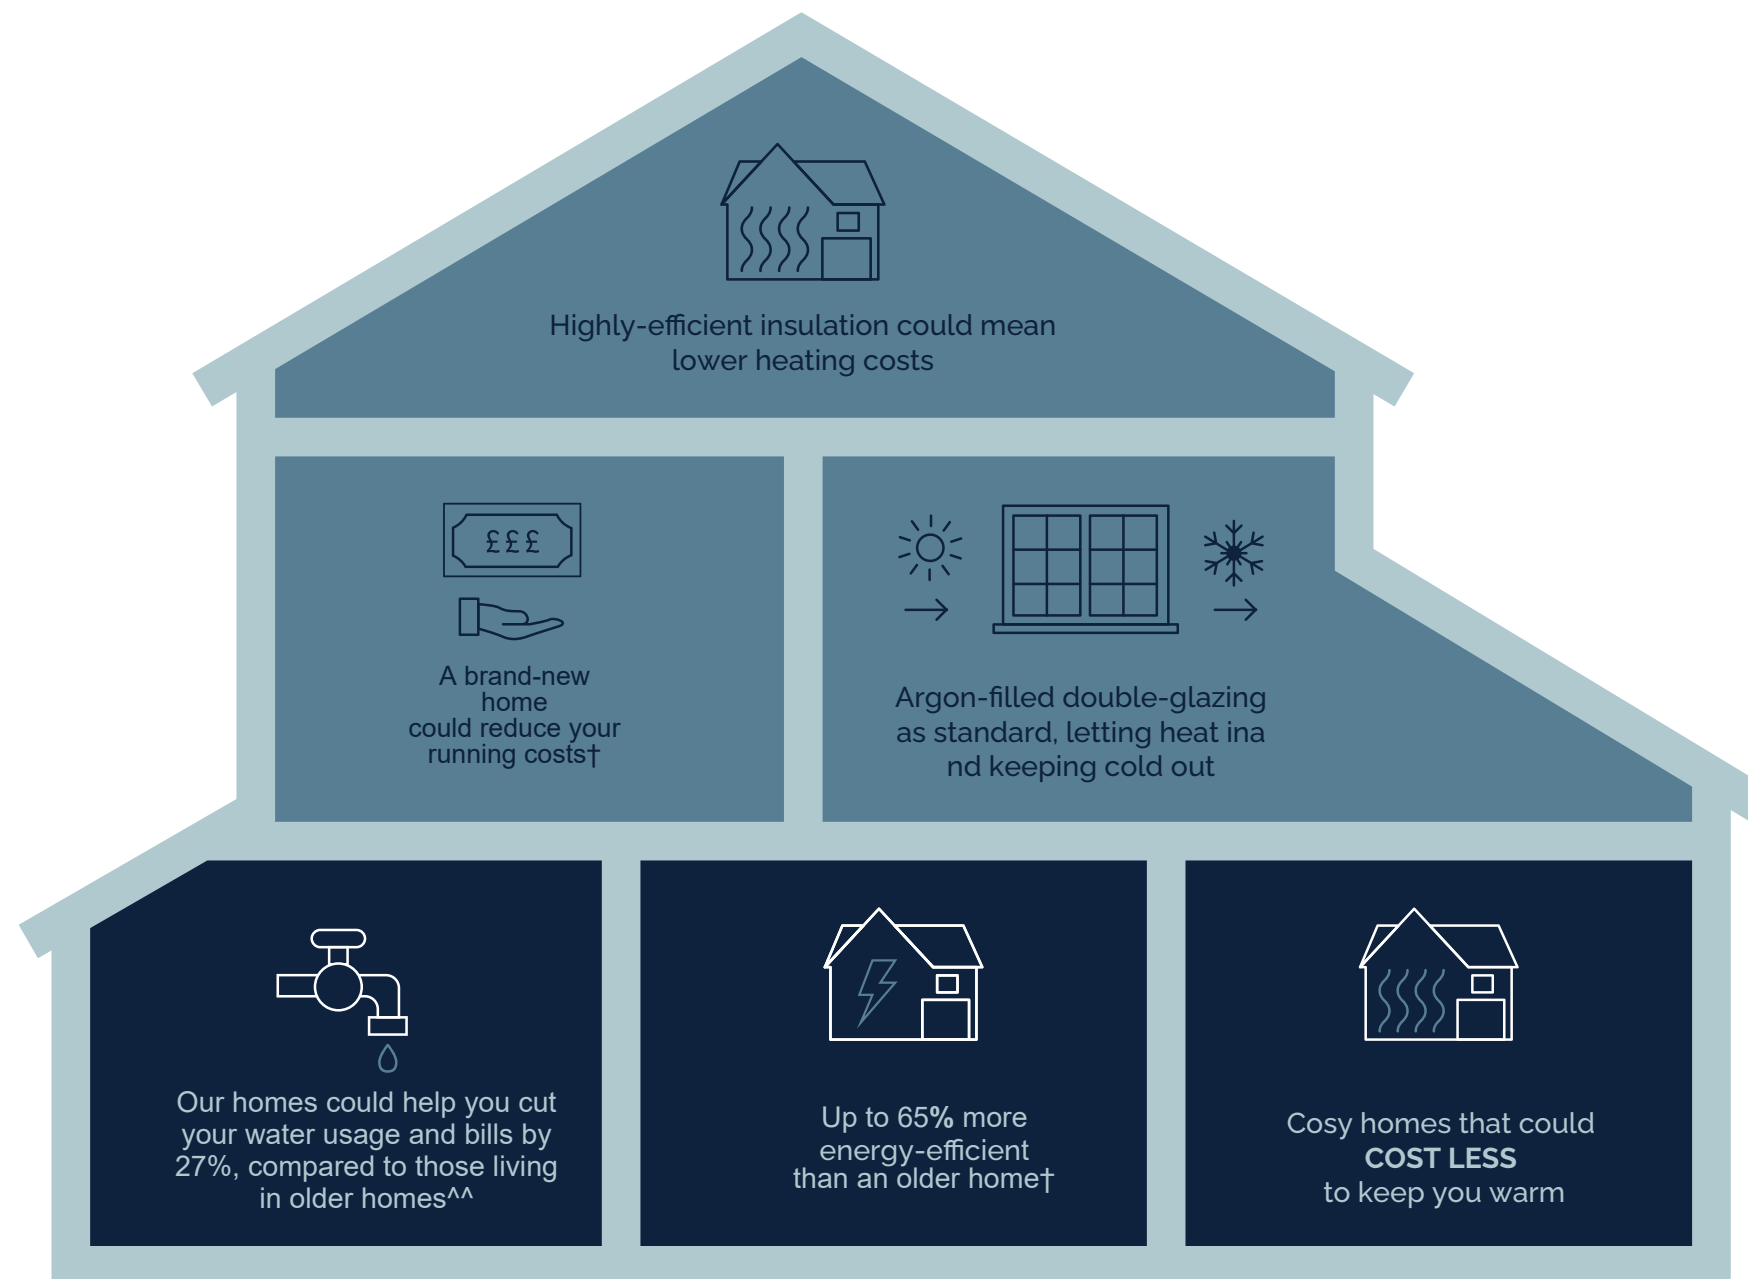 Highly-efficient insulation could mean
lower heating costs
£££
A brand-new
home
could reduce your
running costs†
Argon-filled double-glazing
as standard, letting heat ina
nd keeping cold out
Our homes could help you cut
your water usage and bills by
27%, compared to those living
in older homes^^
Up to 65% more
energy-efficient
than an older home†
Cosy homes that could
COST LESS
to keep you warm